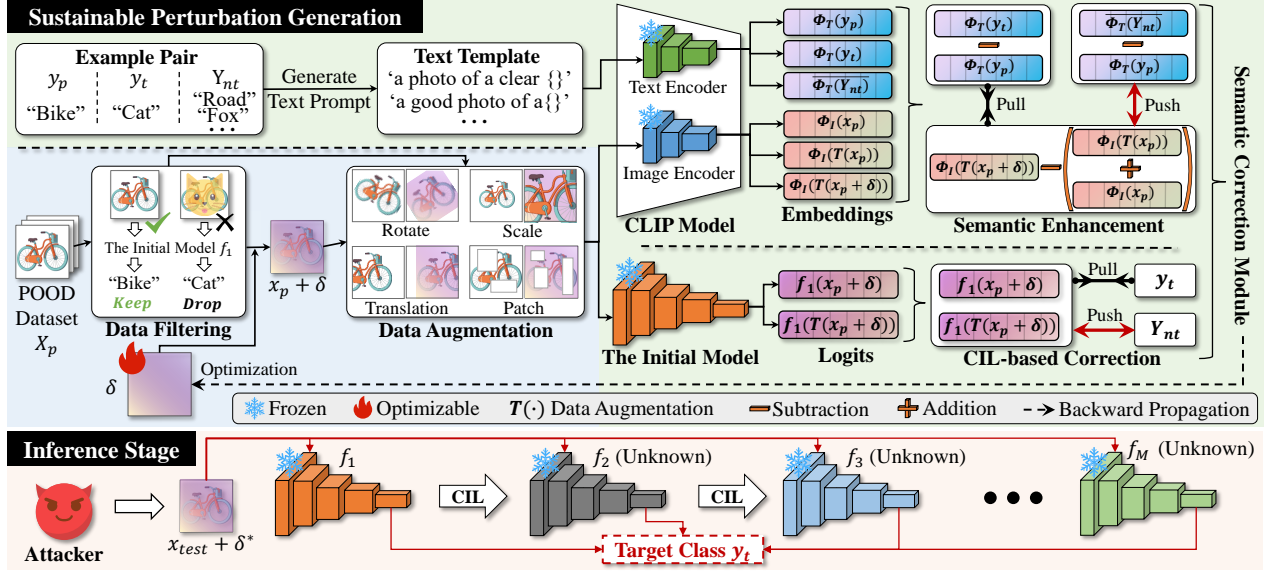 Sustainable Perturbation Generation
Example Pair
y_p
y_t
Y_nt
"Bike"
"Cat"
"Road"
"Fox"
•••
Generate
Text Prompt
Text Template
'a photo of a clear {}'
'a good photo of a{}'
•••
Text Encoder
Image Encoder
CLIP Model
Φ_T(y_p)
Φ_T(y_t)
\overline{Φ_T(Y_nt)}
Φ_I(x_p)
Φ_I(T(x_p))
Φ_I(T(x_p + δ))
Embeddings
Φ_T(y_t)
Φ_T(y_p)
\overline{Φ_T(Y_nt)}
Φ_T(y_p)
Pull
Push
Φ_I(T(x_p + δ))
Φ_I(T(x_p))
Φ_I(x_p)
Semantic Enhancement
Semantic Correction Module
POOD
Dataset
X_p
The Initial Model f_1
"Bike"
"Cat"
Keep
Drop
Data Filtering
x_p + δ
Rotate
Scale
Translation
Patch
Data Augmentation
The Initial Model
f_1(x_p + δ)
f_1(T(x_p + δ))
Logits
f_1(x_p + δ)
f_1(T(x_p + δ))
CIL-based Correction
Pull
y_t
Push
Y_nt
δ
Optimization
Frozen
Optimizable
T(·) Data Augmentation
Subtraction
Addition
Backward Propagation
Inference Stage
Attacker
x_test + δ*
f_1
CIL
f_2 (Unknown)
CIL
f_3 (Unknown)
•••
f_M (Unknown)
Target Class y_t